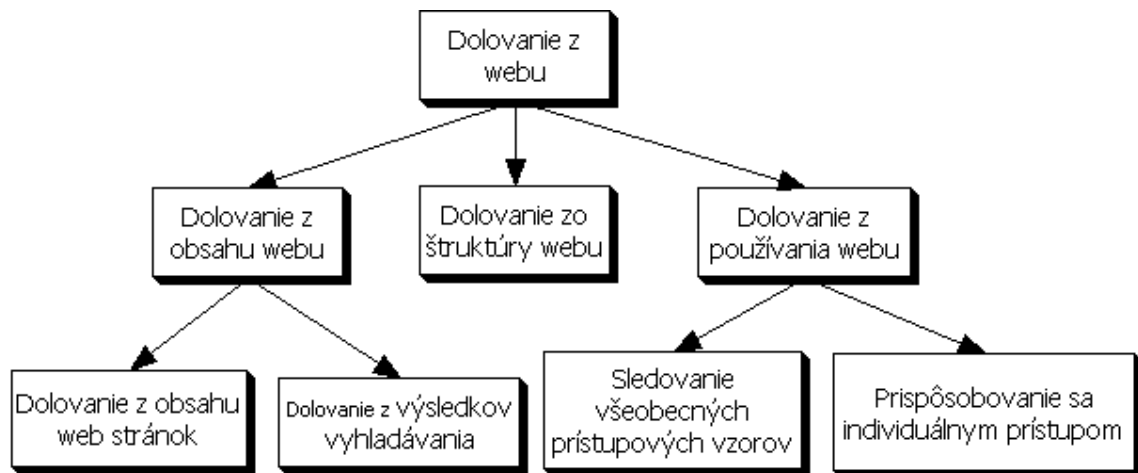 Dolovanie z
webu
Dolovanie z
obsahu webu
Dolovanie zo
štruktúry webu
Dolovanie z
používania webu
Dolovanie z obsahu
web stránok
Dolovanie z výsledkov
vyhladávania
Sledovanie
všeobecných
prístupových vzorov
Prispôsobovanie sa
individuálnym prístupom